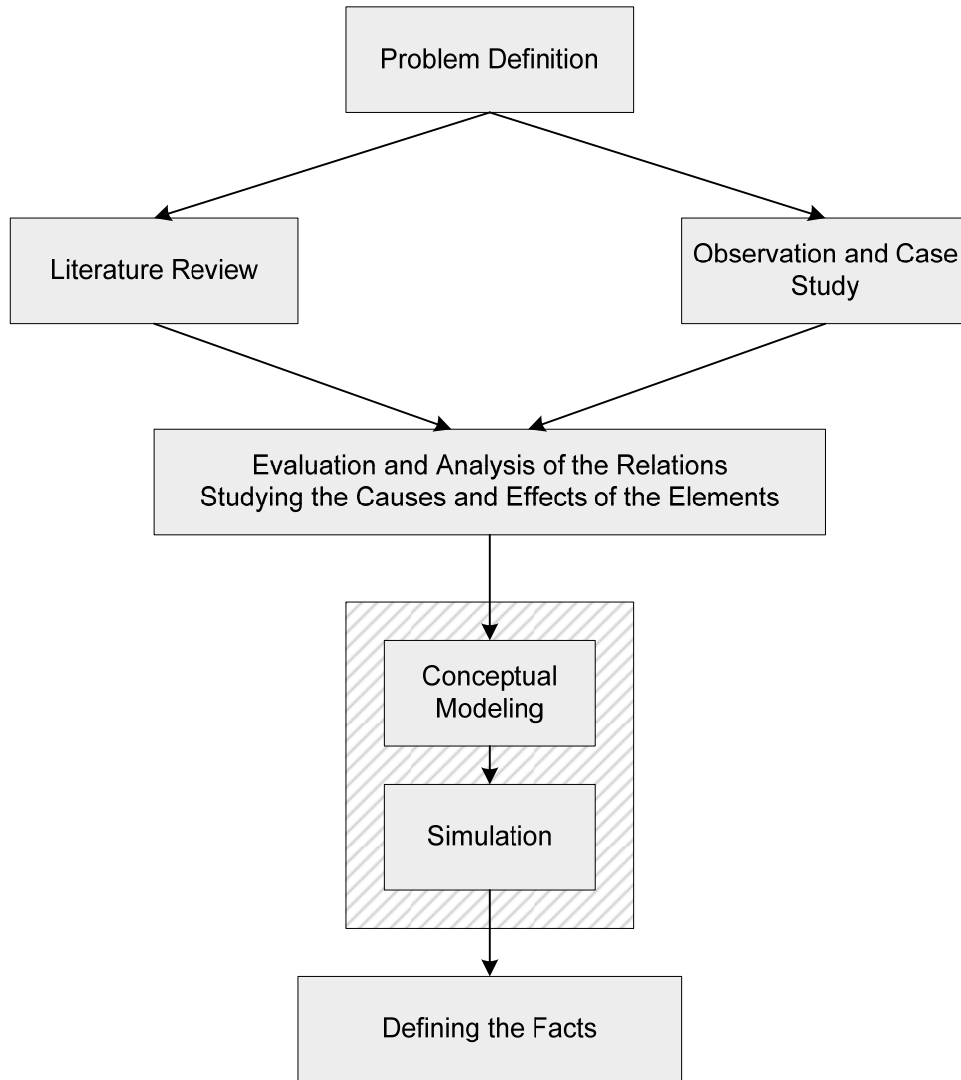 Problem Definition
Literature Review
Observation and Case
Study
Evaluation and Analysis of the Relations
Studying the Causes and Effects of the Elements
Conceptual
Modeling
Simulation
Defining the Facts